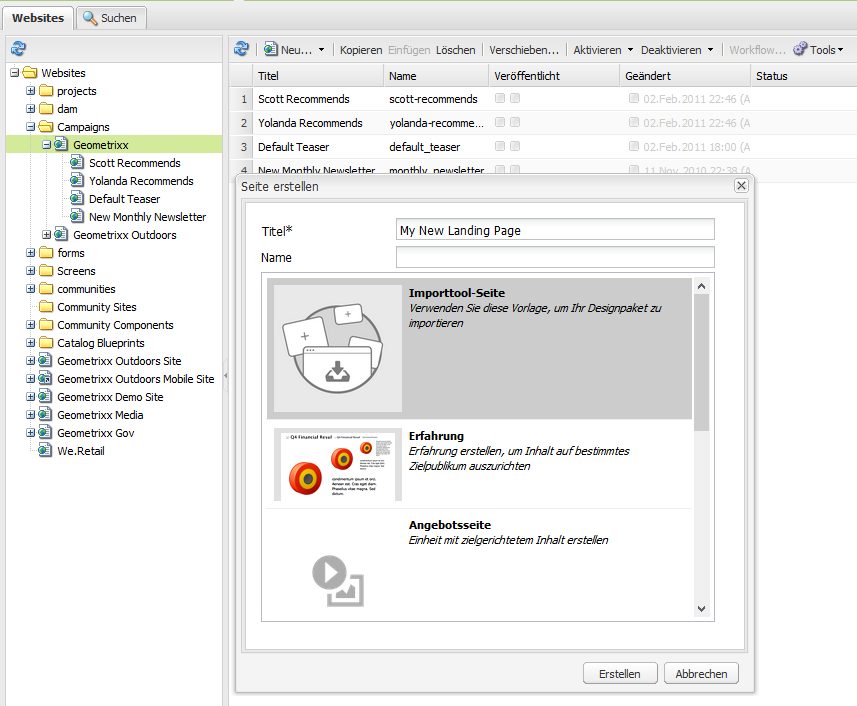 Websites
Suchen
Neu...
Kopieren Einfügen Löschen
Verschieben...
Aktivieren
Deaktivieren
Workflow...
Tools
Websites
projects
dam
Campaigns
Geometrixx
Scott Recommends
Yolanda Recommends
Default Teaser
New Monthly Newsletter
Geometrixx Outdoors
forms
Screens
communities
Community Sites
Community Components
Catalog Blueprints
Geometrixx Outdoors Site
Geometrixx Outdoors Mobile Site
Geometrixx Demo Site
Geometrixx Media
Geometrixx Gov
We.Retail
Titel Name Veröffentlicht Geändert Status
1 Scott Recommends scott-recommends 02.Feb.2011 22:46 (A
2 Yolanda Recommends yolanda-recomme... 02.Feb.2011 22:46 (A
3 Default Teaser default_teaser 02.Feb.2011 18:00 (A
4 New Monthly Newsletter monthly_newsletter 11.Nov.2010 22:38 (A
Seite erstellen
Titel* My New Landing Page
Name
Importtool-Seite
Verwenden Sie diese Vorlage, um Ihr Designpaket zu
importieren
Q4 Financial Resul
Erfahrung
Erfahrung erstellen, um Inhalt auf bestimmtes
Zielpublikum auszurichten
Angebotsseite
Einheit mit zielgerichtetem Inhalt erstellen
Erstellen
Abbrechen